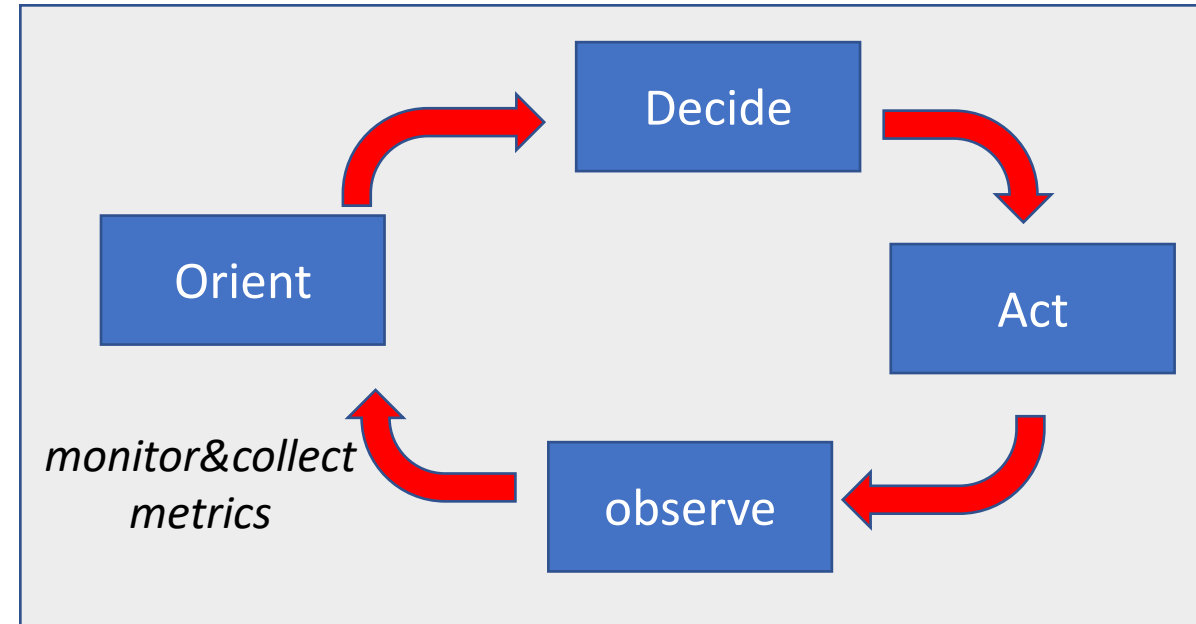 Decide
Orient
Act
monitor&collect
metrics
observe